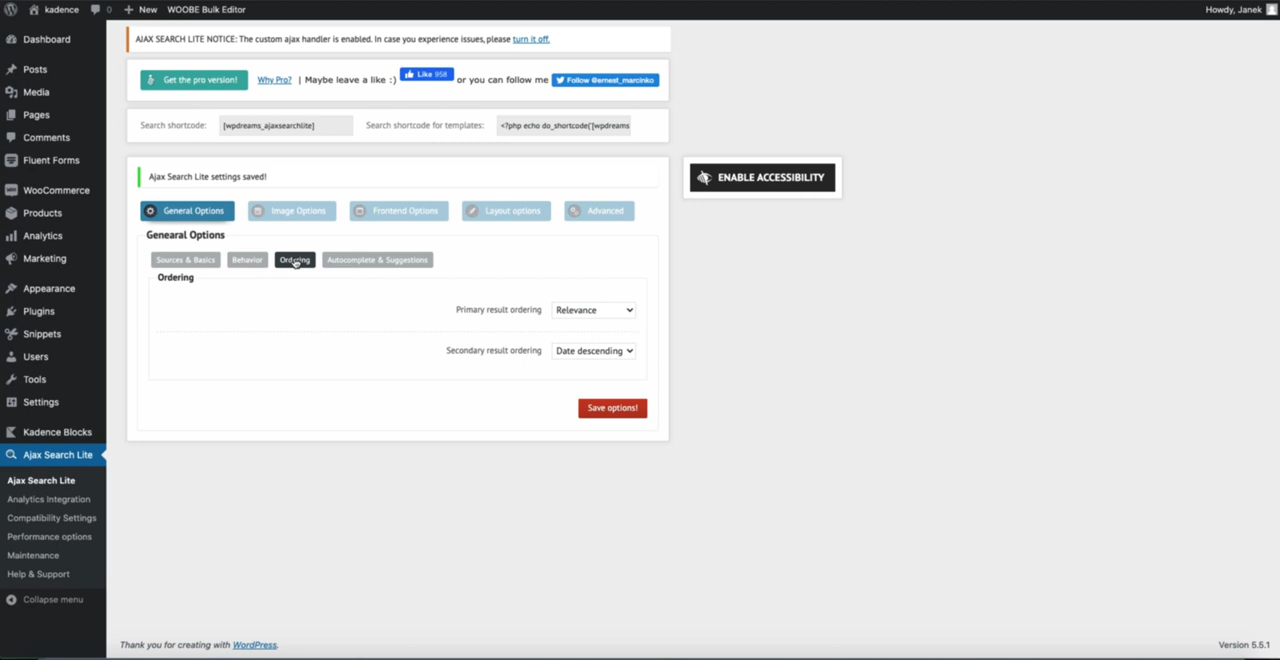 kadence 0 New WOOBE Bulk Editor Howdy, Janek
Dashboard
Posts
Media
Pages
Comments
Fluent Forms
WooCommerce
Products
Analytics
Marketing
Appearance
Plugins
Snippets
Users
Tools
Settings
Kadence Blocks
Ajax Search Lite
Ajax Search Lite
Analytics Integration
Compatibility Settings
Performance options
Maintenance
Help & Support
Collapse menu
AJAX SEARCH LITE NOTICE: The custom ajax handler is enabled. In case you experience issues, please turn it off.
Get the pro version! Why Pro? | Maybe leave a like :) Like 958 or you can follow me Follow @ernest_marcinko
Search shortcode: [wpdreams_ajaxsearchlite] Search shortcode for templates: <?php echo do_shortcode('[wpdreams
Ajax Search Lite settings saved!
ENABLE ACCESSIBILITY
General Options Image Options Frontend Options Layout options Advanced
Genearal Options
Sources & Basics Behavior Ordering Autocomplete & Suggestions
Ordering
Primary result ordering Relevance
Secondary result ordering Date descending
Save options!
Thank you for creating with WordPress. Version 5.5.1